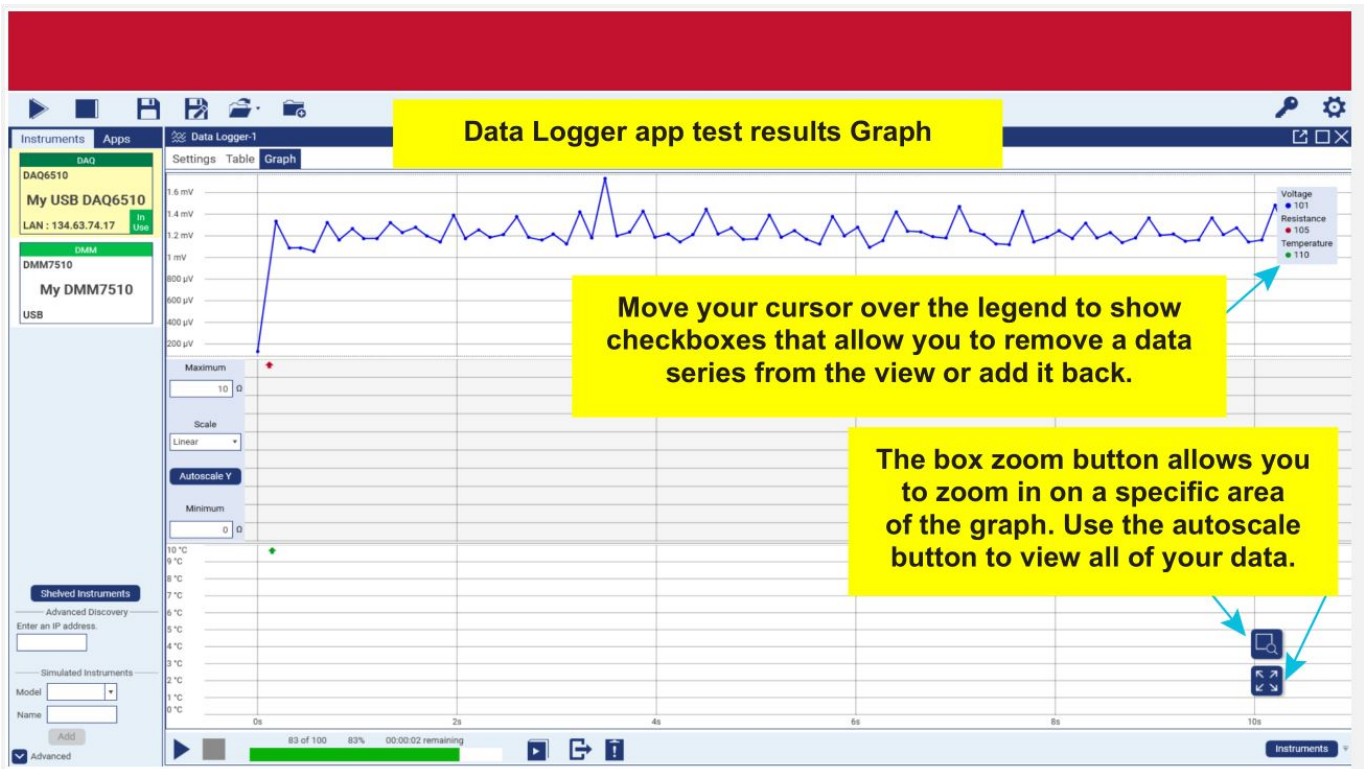 Data Logger app test results Graph
Instruments Apps
Data Logger-1
Settings Table Graph
DAQ
DAQ6510
My USB DAQ6510
LAN : 134.63.74.17
In
Use
DMM
DMM7510
My DMM7510
USB
1.6 mV
1.4 mV
1.2 mV
1 mV
800 µV
600 µV
400 µV
200 µV
Voltage
101
Resistance
105
Temperature
110
Move your cursor over the legend to show
checkboxes that allow you to remove a data
series from the view or add it back.
Maximum
10 Ω
Scale
Linear
Autoscale Y
Minimum
0 Ω
The box zoom button allows you
to zoom in on a specific area
of the graph. Use the autoscale
button to view all of your data.
10 °C
9 °C
8 °C
7 °C
6 °C
5 °C
4 °C
3 °C
2 °C
1 °C
0 °C
0s 2s 4s 6s 8s 10s
Shelved Instruments
Advanced Discovery
Enter an IP address.
Simulated Instruments
Model
Name
Add
Advanced
83 of 100 83% 00:00:02 remaining
Instruments